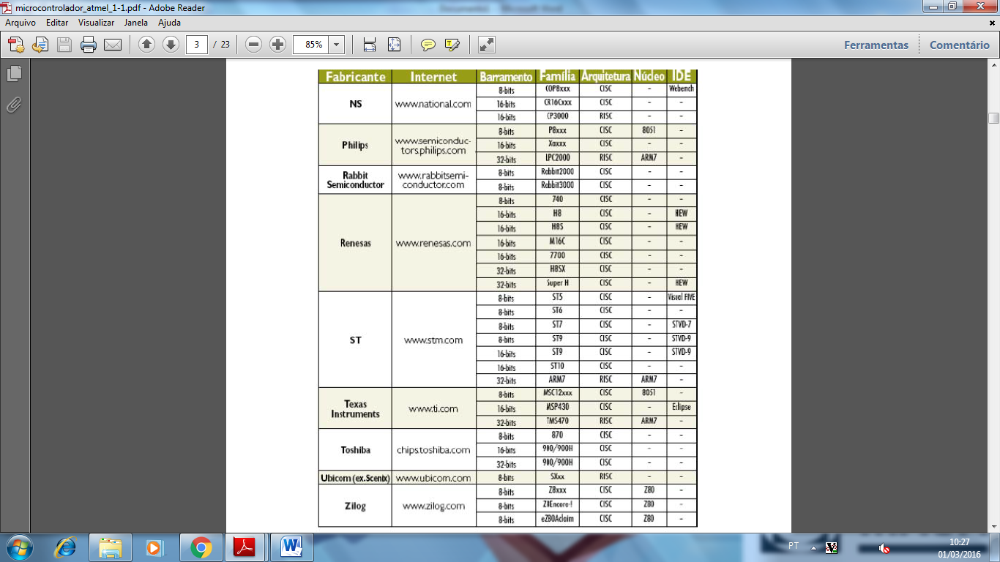 microcontrolador_atmel_1-1.pdf - Adobe Reader
Arquivo Editar Visualizar Janela Ajuda
3 / 23 85% Ferramentas Comentário
Fabricante Internet Barramento Família Arquitetura Núcleo IDE
NS www.national.com
8-bits COP8xxx CISC - Webench
16-bits CR16Cxxx CISC - -
16-bits CP3000 RISC - -
Philips www.semiconduc-
tors.philips.com
8-bits P8xxx CISC 8051 -
16-bits Xaxxx CISC - -
32-bits LPC2000 RISC ARM7 -
Rabbit
Semiconductor
www.rabbitsemi-
conductor.com
8-bits Rabbit2000 CISC - -
8-bits Rabbit3000 CISC - -
Renesas www.renesas.com
8-bits 740 CISC - -
16-bits H8 CISC - HEW
16-bits H8S CISC - HEW
16-bits M16C CISC - -
16-bits 7700 CISC - -
32-bits H8SX CISC - -
32-bits Super H CISC - HEW
ST www.stm.com
8-bits ST5 CISC - Visual FIVE
8-bits ST6 CISC - -
8-bits ST7 CISC - STVD-7
8-bits ST9 CISC - STVD-9
16-bits ST9 CISC - STVD-9
16-bits ST10 CISC - -
32-bits ARM7 RISC ARM7 -
Texas
Instruments
www.ti.com
8-bits MSC12xxx CISC 8051 -
16-bits MSP430 CISC - Eclipse
32-bits TMS470 RISC ARM7 -
Toshiba chips.toshiba.com
8-bits 870 CISC - -
16-bits 900/900H CISC - -
32-bits 900/900H CISC - -
Ubicom (ex.Scenix) www.ubicom.com 8-bits SXxx RISC - -
Zilog www.zilog.com
8-bits Z8xxx CISC Z80 -
8-bits Z8Encore-! CISC Z80 -
8-bits eZ80Aclaim CISC Z80 -
PT
10:27
01/03/2016